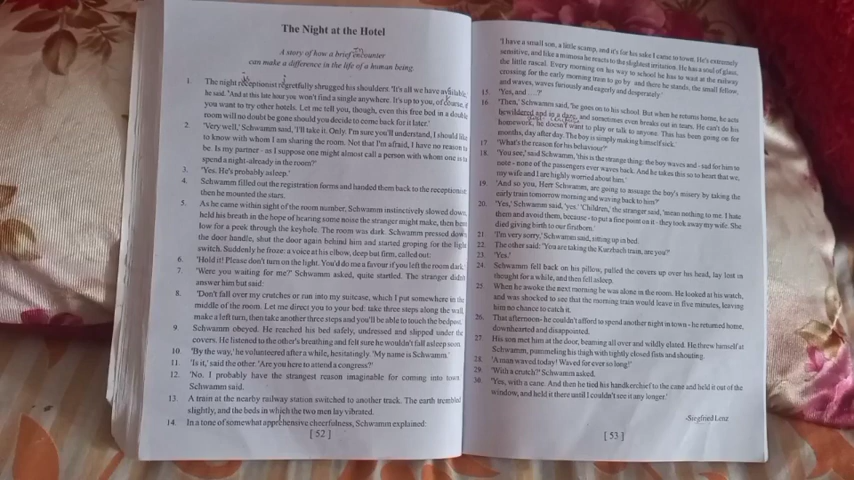 The Night at the Hotel
A story of how a brief encounter
can make a difference in the life of a human being.
1. The night receptionist regretfully shrugged his shoulders. 'It's all we have available,'
he said. 'And at this late hour you won't find a single anywhere. It's up to you, of course, if
you want to try other hotels. Let me tell you, though, even this free bed in a double
room will no doubt be gone should you decide to come back for it later.'
2. 'Very well,' Schwamm said, 'I'll take it. Only. I'm sure you'll understand, I should like
to know with whom I am sharing the room. Not that I'm afraid, I have no reason to
be. Is my partner - as I suppose one might almost call a person with whom one is to
spend a night-already in the room?'
3. 'Yes. He's probably asleep.'
4. Schwamm filled out the registration forms and handed them back to the receptionist
then he mounted the stars.
5. As he came within sight of the room number, Schwamm instinctively slowed down,
held his breath in the hope of hearing some noise the stranger might make, then bent
low for a peek through the keyhole. The room was dark. Schwamm pressed down
the door handle, shut the door again behind him and started groping for the light
switch. Suddenly he froze: a voice at his elbow, deep but firm, called out:
6. 'Hold it! Please don't turn on the light. You'd do me a favour if you left the room dark.'
7. 'Were you waiting for me?' Schwamm asked, quite startled. The stranger didn't
answer him but said:
8. 'Don't fall over my crutches or run into my suitcase, which I put somewhere in the
middle of the room. Let me direct you to your bed: take three steps along the wall,
make a left turn, then take another three steps and you'll be able to touch the bedpost.'
9. Schwamm obeyed. He reached his bed safely, undressed and slipped under the
covers. He listened to the other's breathing and felt sure he wouldn't fall asleep soon.
10. 'By the way,' he volunteered after a while, hesitatingly. 'My name is Schwamm.'
11. 'Is it,' said the other. 'Are you here to attend a congress?'
12. 'No. I probably have the strangest reason imaginable for coming into town
Schwamm said.
13. A train at the nearby railway station switched to another track. The earth trembled
slightly, and the beds in which the two men lay vibrated.
14. In a tone of somewhat apprehensive cheerfulness, Schwamm explained:
[ 52 ]
'I have a small son, a little scamp, and it's for his sake I came to town. He's extremely
sensitive, and like a mimosa he reacts to the slightest irritation. He has a soul of glass,
the little rascal. Every morning on his way to school he has to wait at the railway
crossing for the early morning train to go by and there he stands, the small fellow,
and waves, waves furiously and eagerly and desperately.'
15. 'Yes, and ....?'
16. 'Then,' Schwamm said, 'he goes on to his school. But when he returns home, he acts
bewildered and in a daze, and sometimes even breaks out in tears. He can't do his
homework, he doesn't want to play or talk to anyone. This has been going on for
months, day after day. The boy is simply making himself sick.'
17 'What's the reason for his behaviour?'
18. 'You see,' said Schwamm, 'this is the strange thing: the boy waves and - sad for him to
note - none of the passengers ever waves back. And he takes this so to heart that we,
my wife and I are highly worried about him.'
19. 'And so you, Herr Schwamm, are going to assuage the boy's misery by taking the
early train tomorrow morning and waving back to him?'
20. 'Yes,' Schwamm said, 'yes.' 'Children,' the stranger said, 'mean nothing to me. I hate
them and avoid them, because - to put a fine point on it - they took away my wife. She
died giving birth to our firstborn.'
21. 'I'm very sorry,' Schwamm said, sitting up in bed.
22. The other said: 'You are taking the Kurzbach train, are you?'
23. 'Yes.'
24. Schwamm fell back on his pillow, pulled the covers up over his head, lay lost in
thought for a while, and then fell asleep.
25 When he awoke the next morning he was alone in the room. He looked at his watch,
and was shocked to see that the morning train would leave in five minutes, leaving
him no chance to catch it.
26. That afternoon- he couldn't afford to spend another night in town - he returned home,
downhearted and disappointed.
27. His son met him at the door, beaming all over and wildly elated. He threw himself at
Schwamm, pummeling his thigh with tightly closed fists and shouting.
28. 'A man waved today! Waved for ever so long!'
29. 'With a crutch?' Schwamm asked.
30. 'Yes, with a cane. And then he tied his handkerchief to the cane and held it out of the
window, and held it there until I couldn't see it any longer.'
-Siegfried Lenz
[ 53 ]